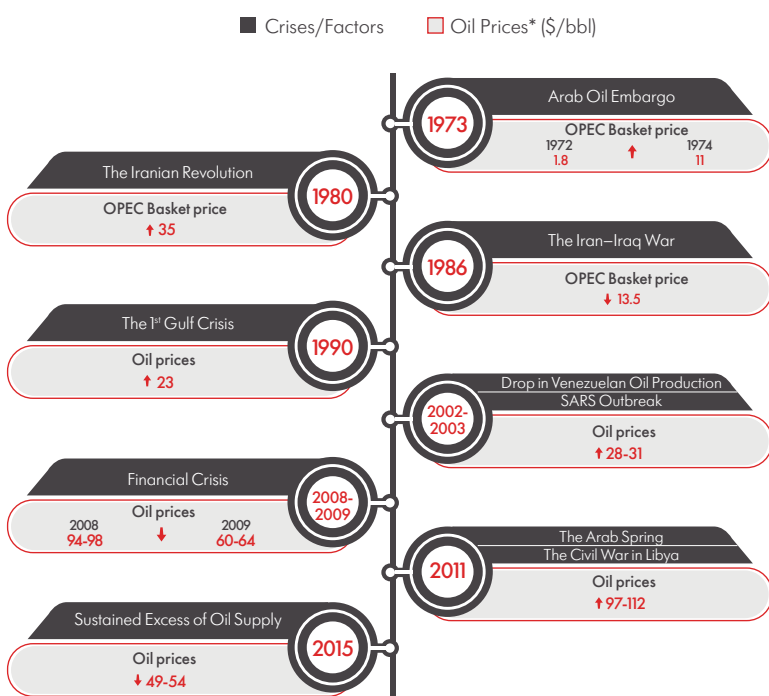 Crises/Factors
Oil Prices* ($/bbl)
1973
Arab Oil Embargo
OPEC Basket price
1972 1974
1.8 ↑ 11
1980
The Iranian Revolution
OPEC Basket price
↑ 35
1986
The Iran–Iraq War
OPEC Basket price
↓ 13.5
1990
The 1st Gulf Crisis
Oil prices
↑ 23
2002-
2003
Drop in Venezuelan Oil Production
SARS Outbreak
Oil prices
↑ 28-31
2008-
2009
Financial Crisis
Oil prices
2008 2009
94-98 ↓ 60-64
2011
The Arab Spring
The Civil War in Libya
Oil prices
↑ 97-112
2015
Sustained Excess of Oil Supply
Oil prices
↓ 49-54